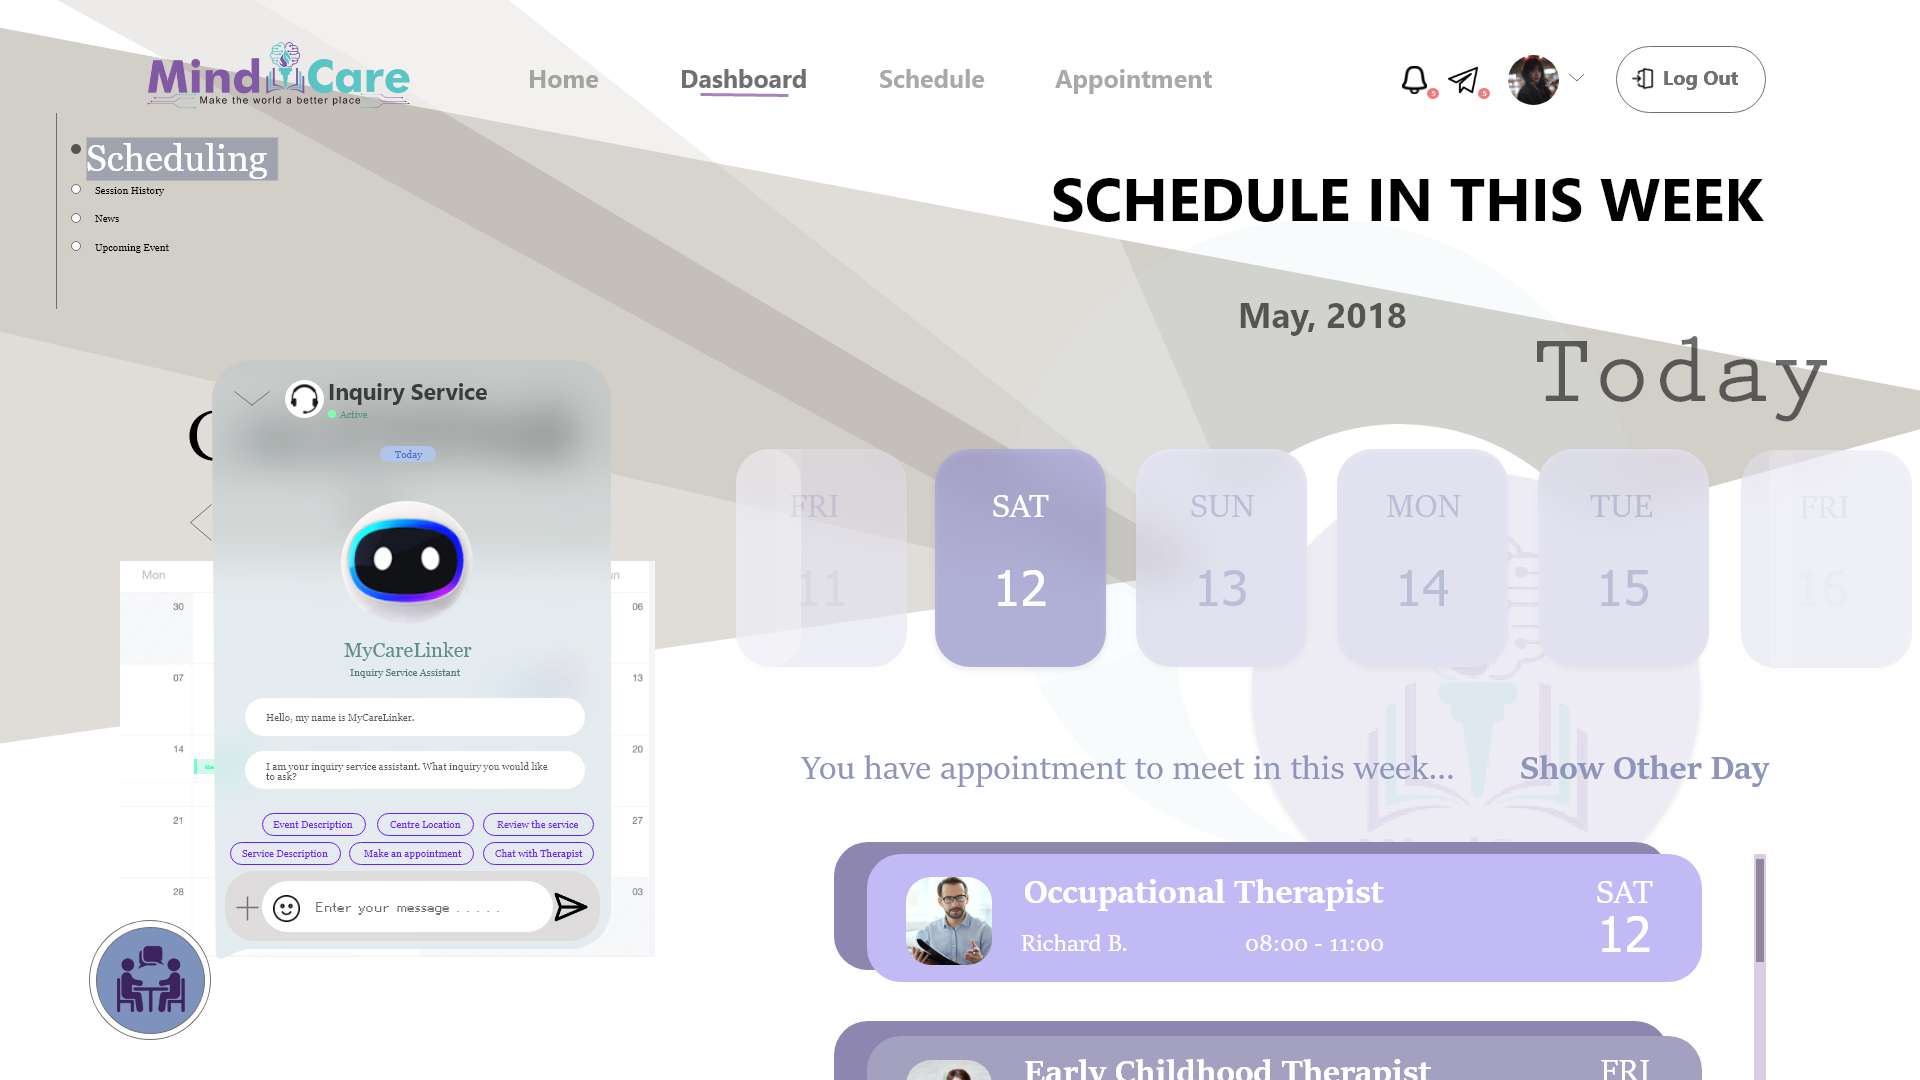 Mind Care
Make the world a better place
Home
Dashboard
Schedule
Appointment
5
5
Log Out
Scheduling
Session History
News
Upcoming Event
SCHEDULE IN THIS WEEK
May, 2018
Today
Inquiry Service
Active
Today
MyCareLinker
Inquiry Service Assistant
Hello, my name is MyCareLinker.
I am your inquiry service assistant. What inquiry you would like
to ask?
Event Description
Centre Location
Review the service
Service Description
Make an appointment
Chat with Therapist
Enter your message . . . . .
Mon
30
06
07
13
14
20
21
27
28
03
FRI
11
SAT
12
SUN
13
MON
14
TUE
15
FRI
16
You have appointment to meet in this week...
Show Other Day
Occupational Therapist
Richard B.
08:00 - 11:00
SAT
12
Early Childhood Therapist
FRI